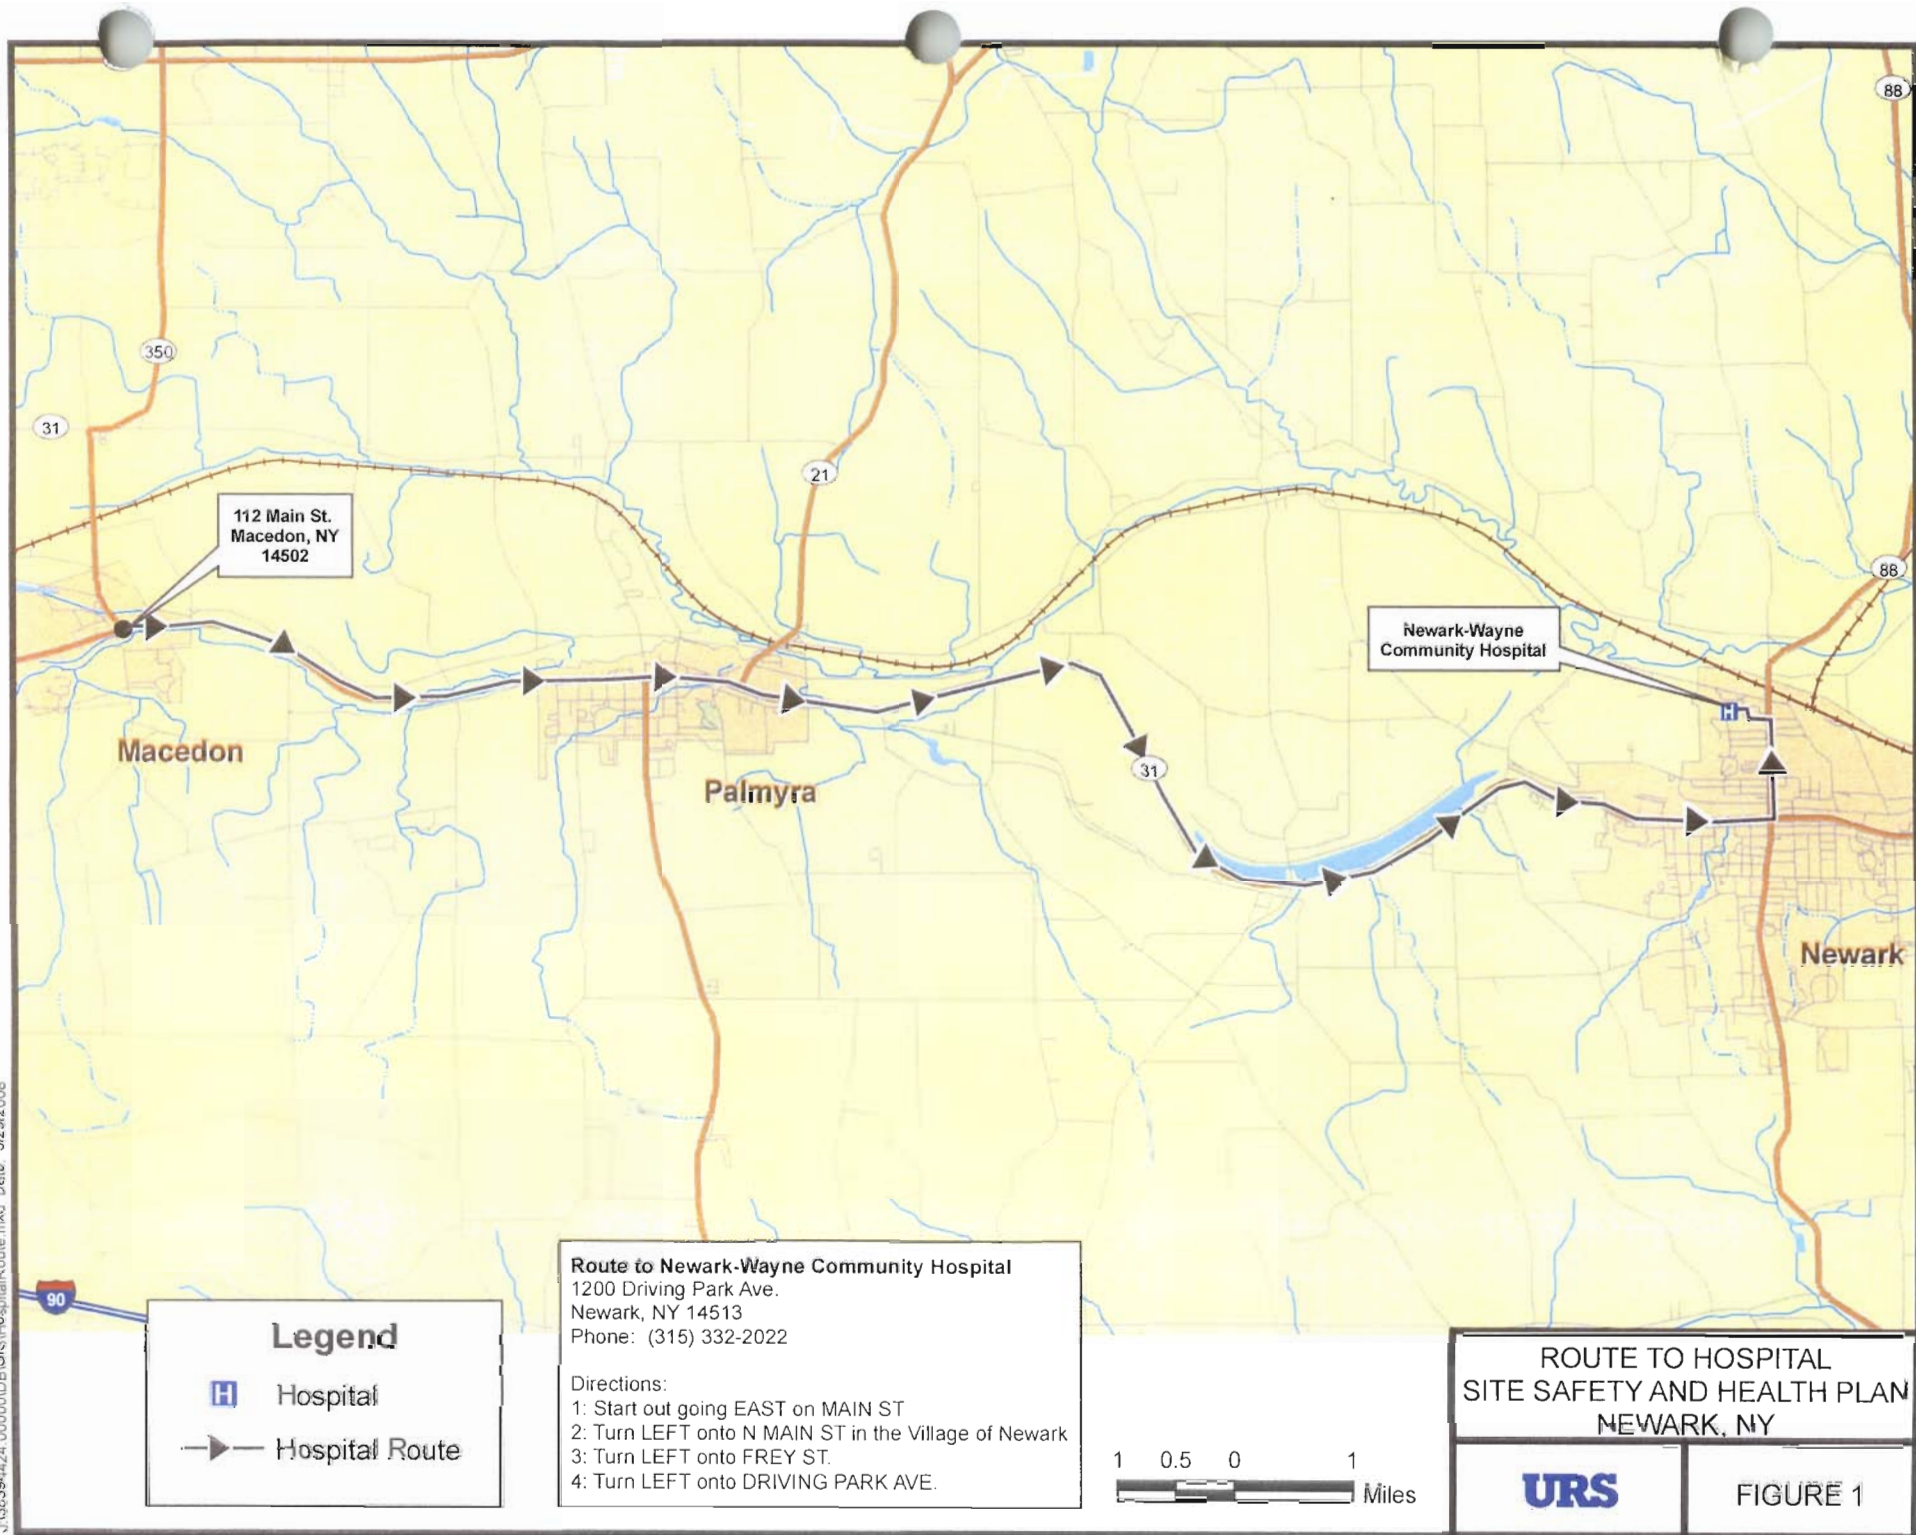 88
350
31
21
112 Main St.
Macedon, NY
14502
88
Newark-Wayne
Community Hospital
Macedon
Palmyra
31
Newark
90
Legend
H Hospital
Hospital Route
Route to Newark-Wayne Community Hospital
1200 Driving Park Ave.
Newark, NY 14513
Phone: (315) 332-2022
Directions:
1: Start out going EAST on MAIN ST
2: Turn LEFT onto N MAIN ST in the Village of Newark
3: Turn LEFT onto FREY ST.
4: Turn LEFT onto DRIVING PARK AVE.
1 0.5 0 1
Miles
ROUTE TO HOSPITAL
SITE SAFETY AND HEALTH PLAN
NEWARK, NY
URS
FIGURE 1